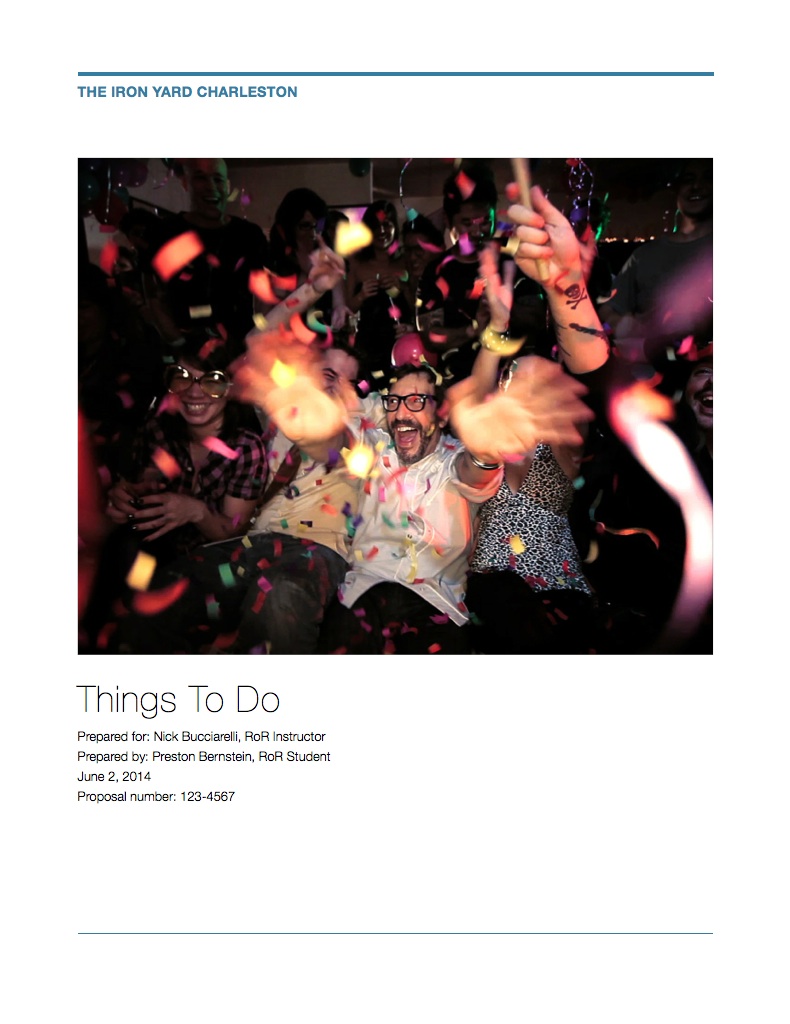 THE IRON YARD CHARLESTON
Things To Do
Prepared for: Nick Bucciarelli, RoR Instructor
Prepared by: Preston Bernstein, RoR Student
June 2, 2014
Proposal number: 123-4567